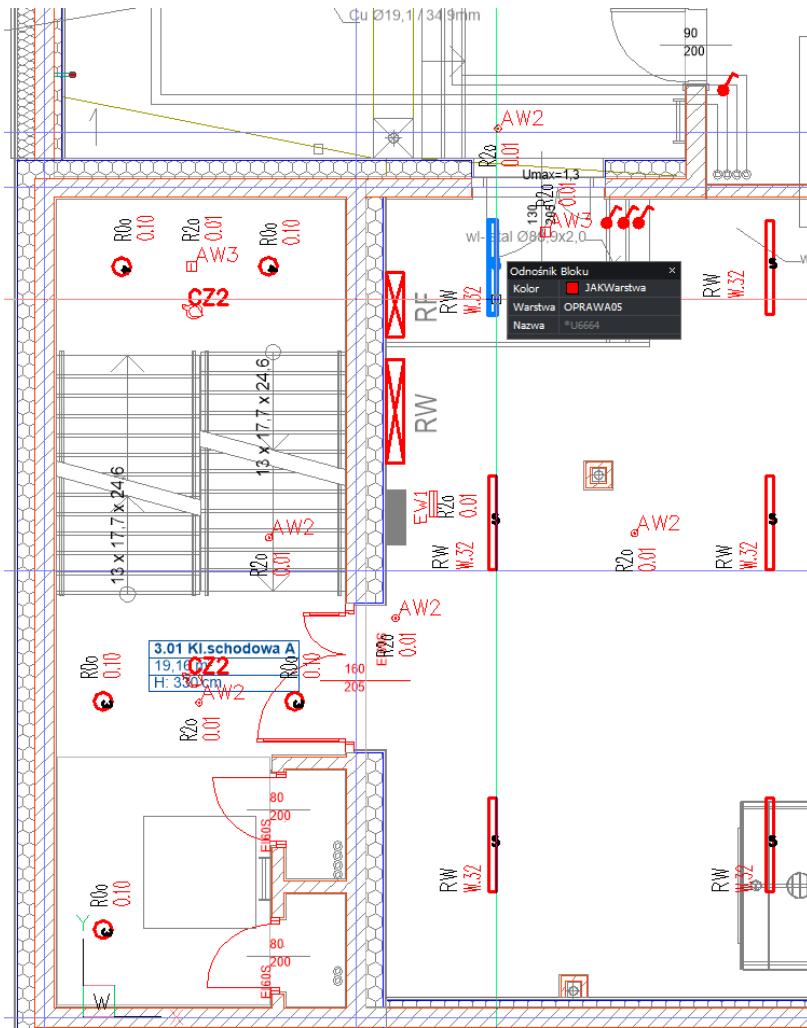 Cu Ø19,1 / 34,9mm
90
200
1
AW2
R2o
0.01
Umax=1,3
R2o
0.01
130
205
AW3
R0o
0.10
R2o
0.01
AW3
R0o
0.10
CZ2
RF
RW
W.32
S
Odnośnik Bloku ×
Kolor JAKWarstwa
Warstwa OPRAWA05
Nazwa *U6664
RW
W.32
S
13 x 17,7 x 24,6
13 x 17,7 x 24,6
RW
EW1
R2o
0.01
RW
W.32
S
AW2
R2o
0.01
RW
W.32
S
AW2
R2o
0.01
AW2
R2o
0.01
3.01 Kl.schodowa A
19,16 m²
H: 330 cm
CZ2
160
205
R0o
0.10
R0o
0.10
AW2
R2o
0.01
80
200
EI60S
RW
W.32
S
RW
W.32
S
R0o
0.10
80
200
EI60S
Y
W
X